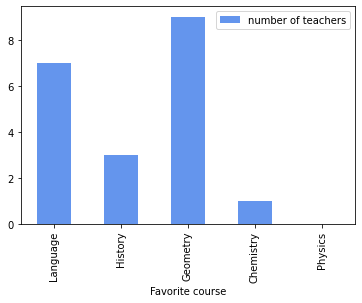 number of teachers
8
6
4
2
0
Language
History
Geometry
Chemistry
Physics
Favorite course